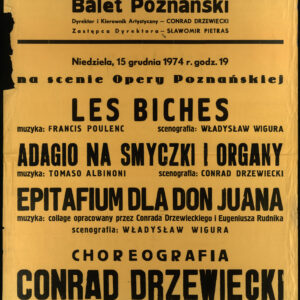 Balet Poznański
Dyrektor i Kierownik Artystyczny – CONRAD DRZEWIECKI
Zastępca Dyrektora – SŁAWOMIR PIETRAS
Niedziela, 15 grudnia 1974 r. godz. 19
na scenie Opery Poznańskiej
LES BICHES
muzyka: FRANCIS POULENC scenografia: WŁADYSŁAW WIGURA
ADAGIO NA SMYCZKI I ORGANY
muzyka: TOMASO ALBINONI scenografia: CONRAD DRZEWIECKI
EPITAFIUM DLA DON JUANA
muzyka: collage opracowany przez Conrada Drzewieckiego i Eugeniusza Rudnika
scenografia: WŁADYSŁAW WIGURA
CHOREOGRAFIA
CONRAD DRZEWIECKI